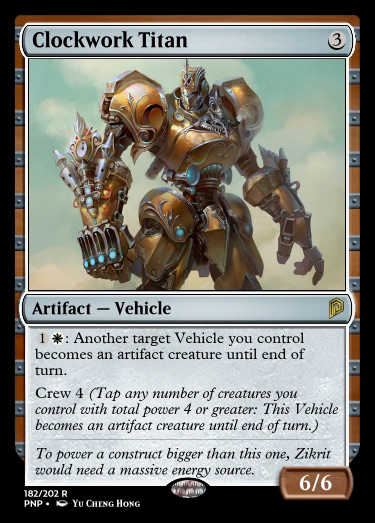 Clockwork Titan 3
Artifact — Vehicle
1 : Another target Vehicle you control
becomes an artifact creature until end of
turn.
Crew 4 (Tap any number of creatures you
control with total power 4 or greater: This Vehicle
becomes an artifact creature until end of turn.)
To power a construct bigger than this one, Zikrit
would need a massive energy source.
6/6
182/202 R
PNP • Yu Cheng Hong